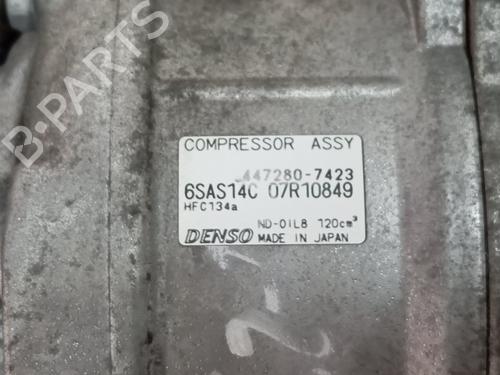 COMPRESSOR ASSY
447280-7423
6SAS14C 07R10849
HFC134a
ND-OIL8 120cm³
DENSO MADE IN JAPAN
B-PARTS